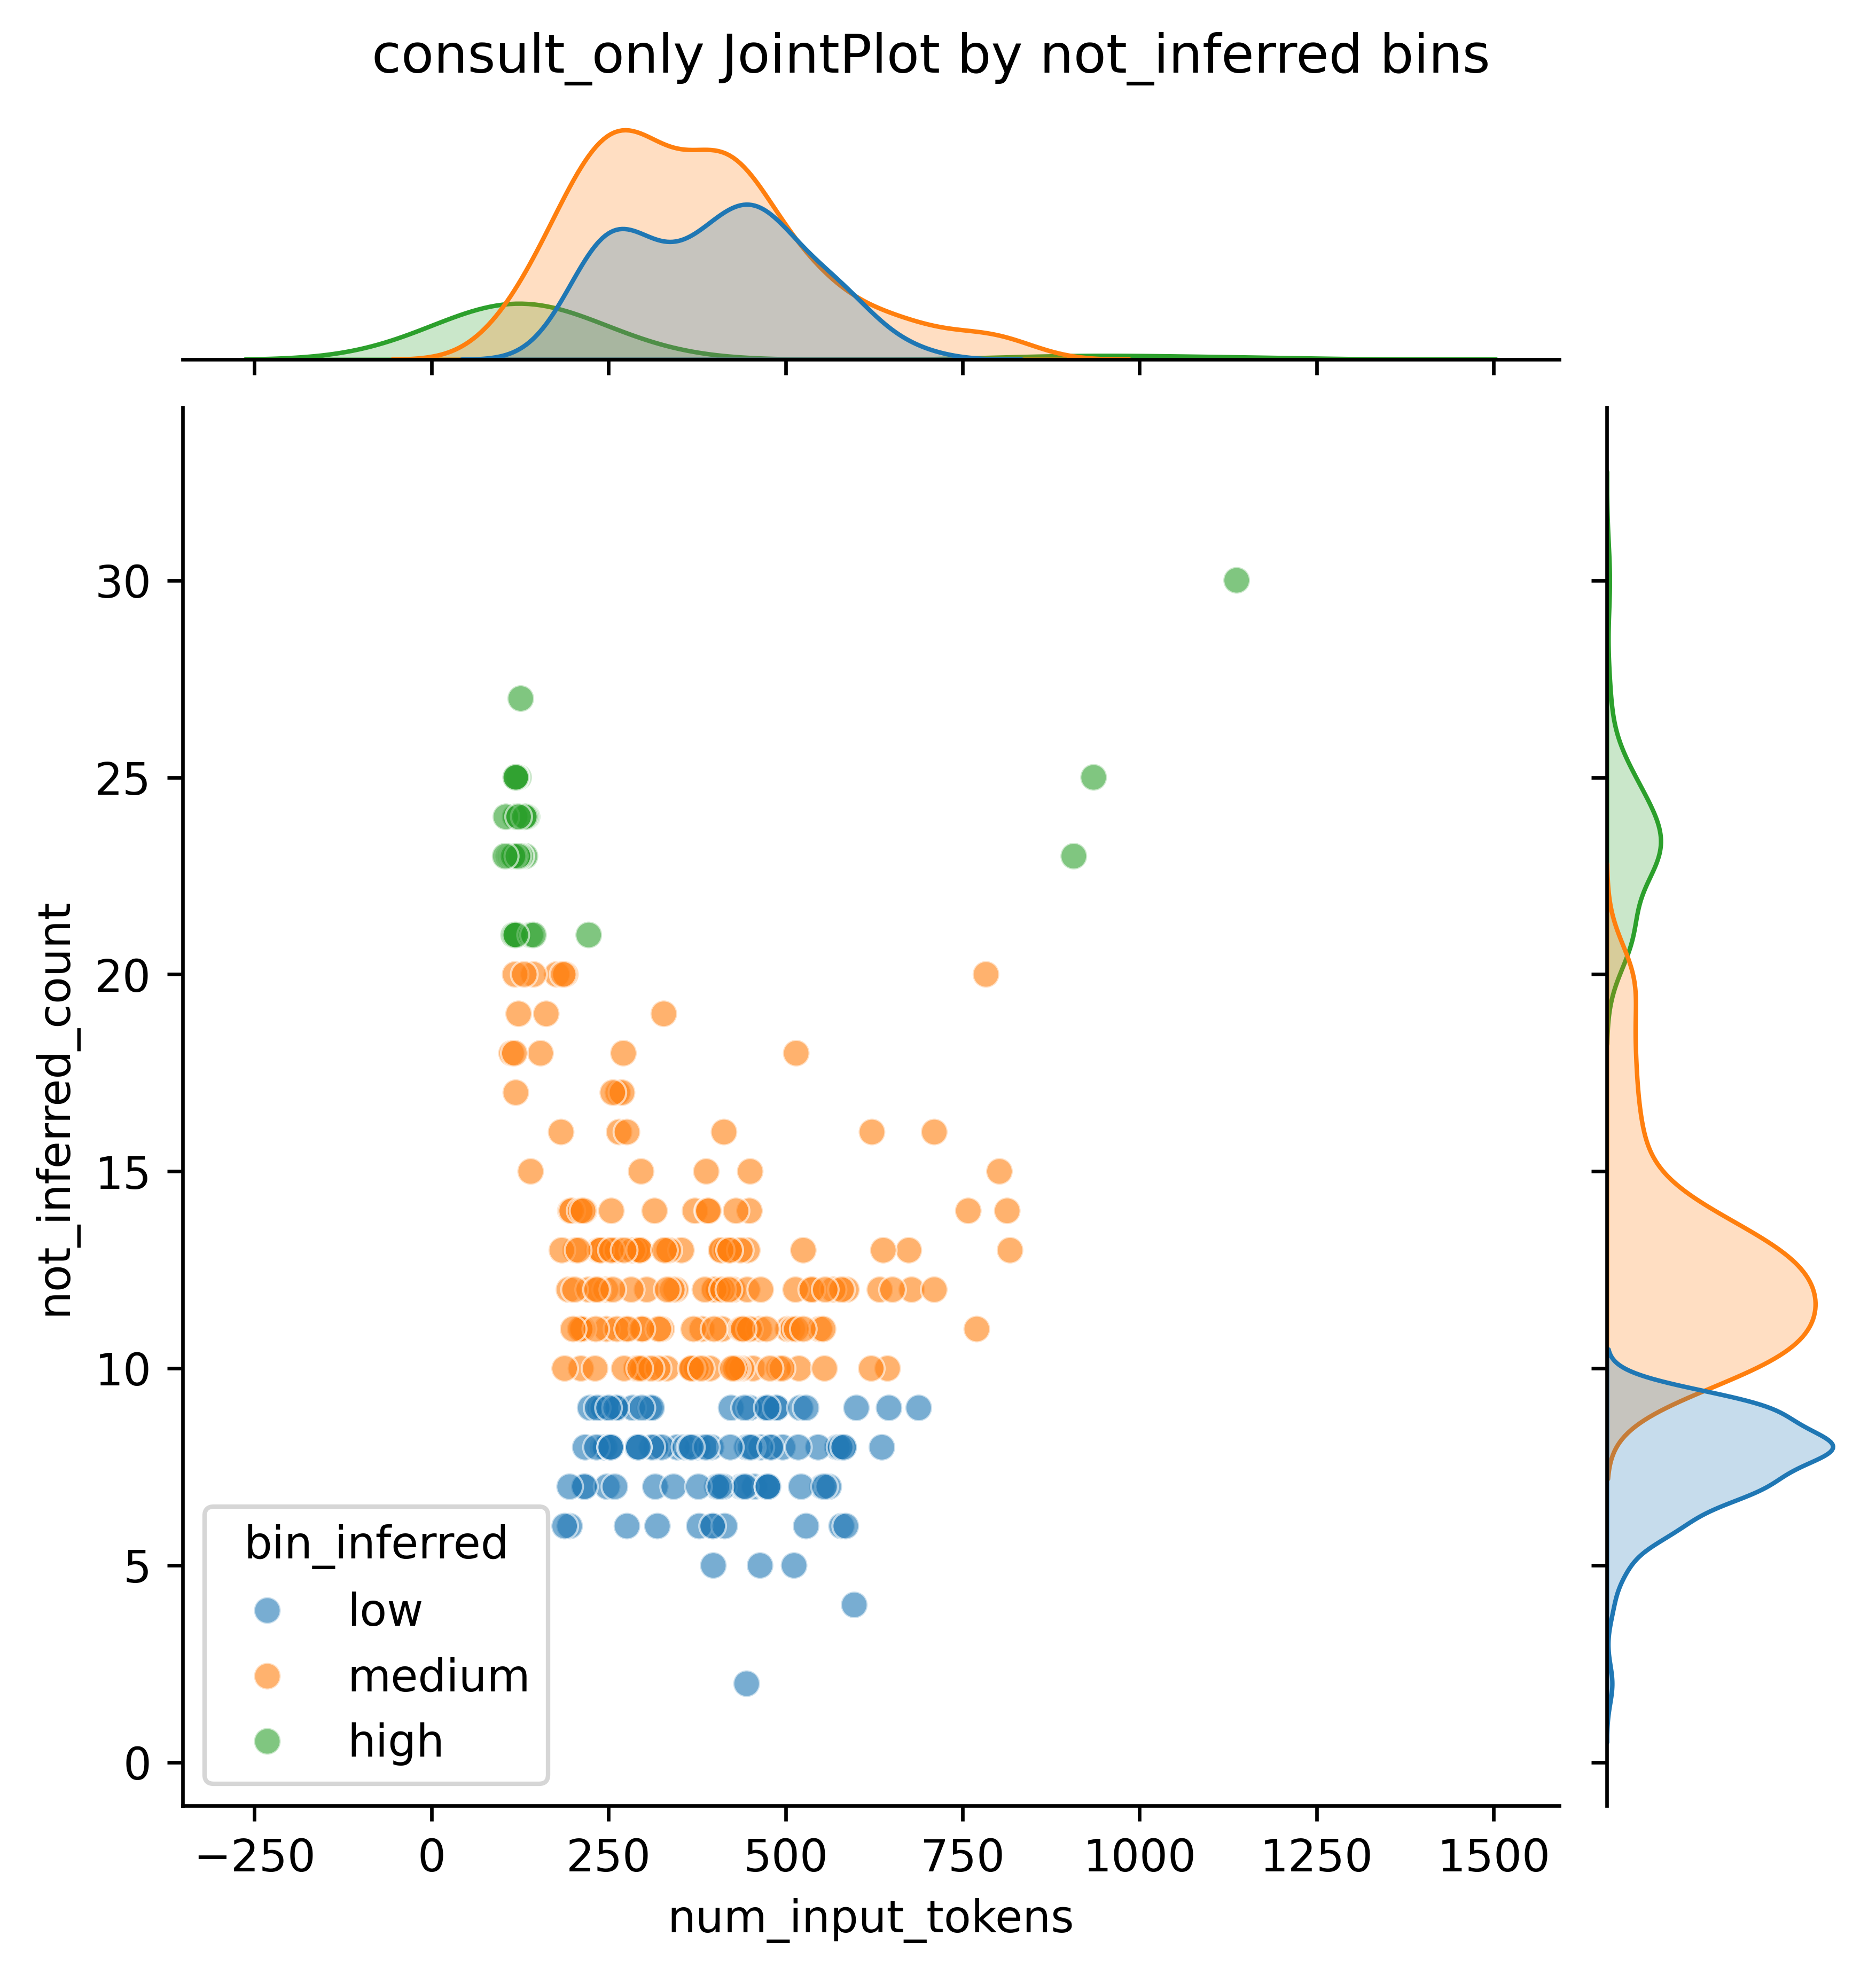 consult_only JointPlot by not_inferred bins
30
25
20
15
10
5
0
not_inferred_count
bin_inferred
low
medium
high
−250 0 250 500 750 1000 1250 1500
num_input_tokens